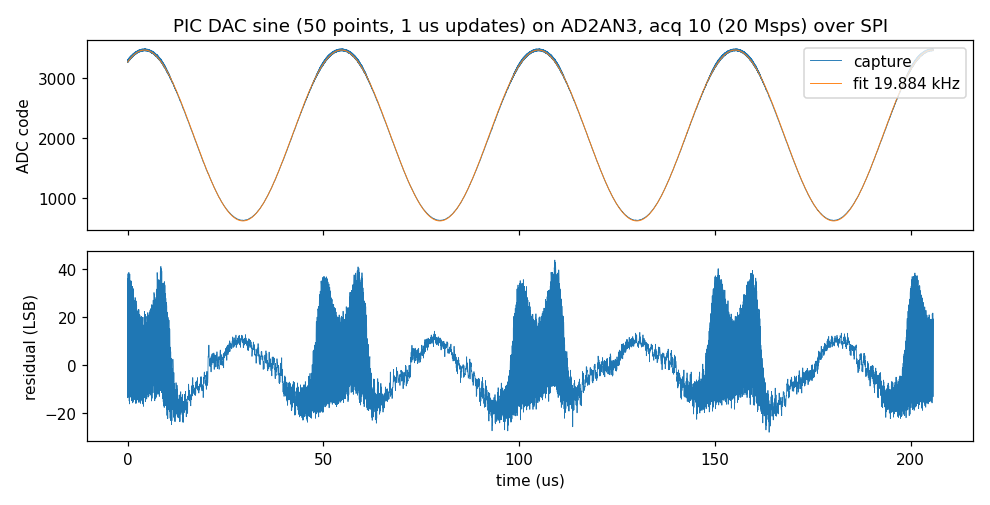 PIC DAC sine (50 points, 1 us updates) on AD2AN3, acq 10 (20 Msps) over SPI
ADC code
3000
2000
1000
capture
fit 19.884 kHz
residual (LSB)
40
20
0
−20
0
50
100
150
200
time (us)